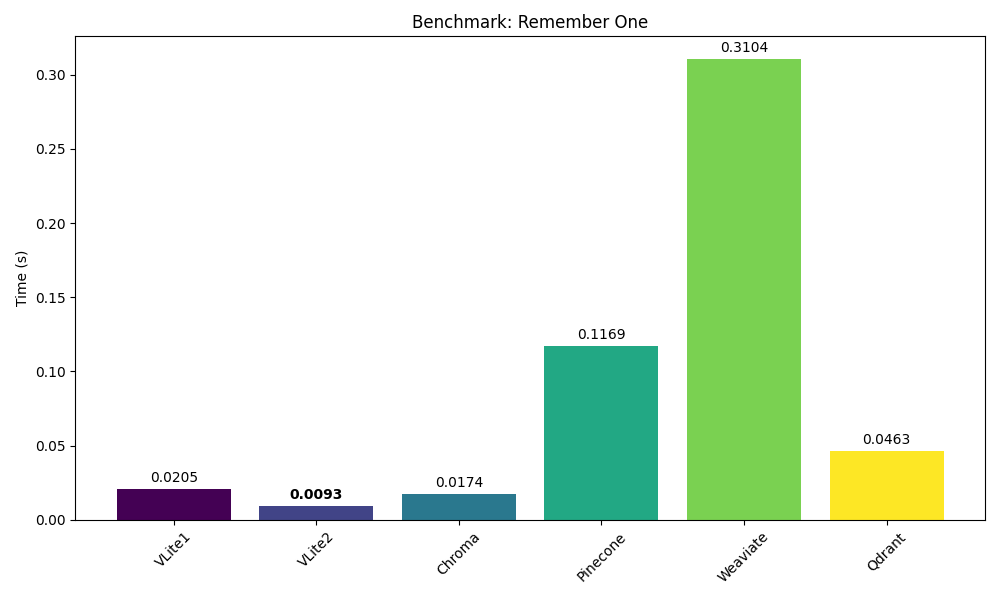 Benchmark: Remember One
Time (s)
0.30
0.25
0.20
0.15
0.10
0.05
0.00
0.0205
0.0093
0.0174
0.1169
0.3104
0.0463
VLite1
VLite2
Chroma
Pinecone
Weaviate
Qdrant